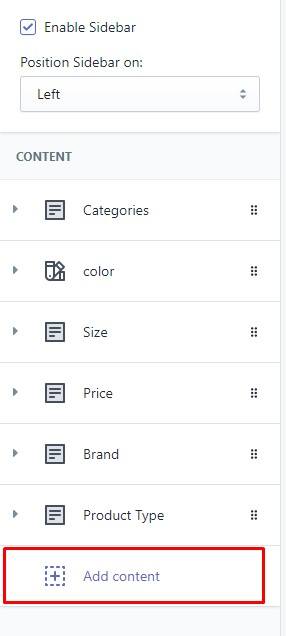 Enable Sidebar
Position Sidebar on:
Left
CONTENT
Categories
color
Size
Price
Brand
Product Type
Add content